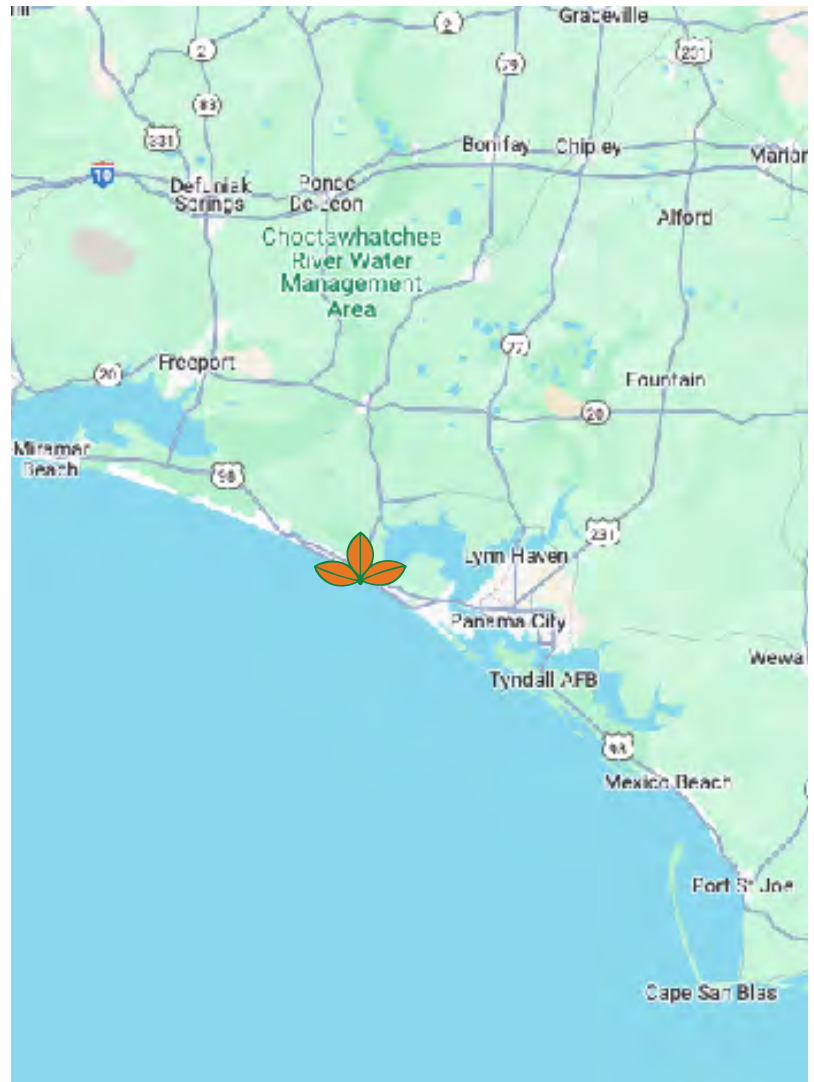 Graceville
2
2
231
79
83
331
Bonifay
Chipley
Marian
10
DeFuniak
Springs
Ponce
De Leon
Alford
Choctawhatchee
River Water
Management
Area
77
Freeport
20
Fountain
20
Miramar
Beach
98
231
Lynn Haven
Panama City
Wewa
Tyndall AFB
98
Mexico Beach
Port St Joe
Cape San Blas